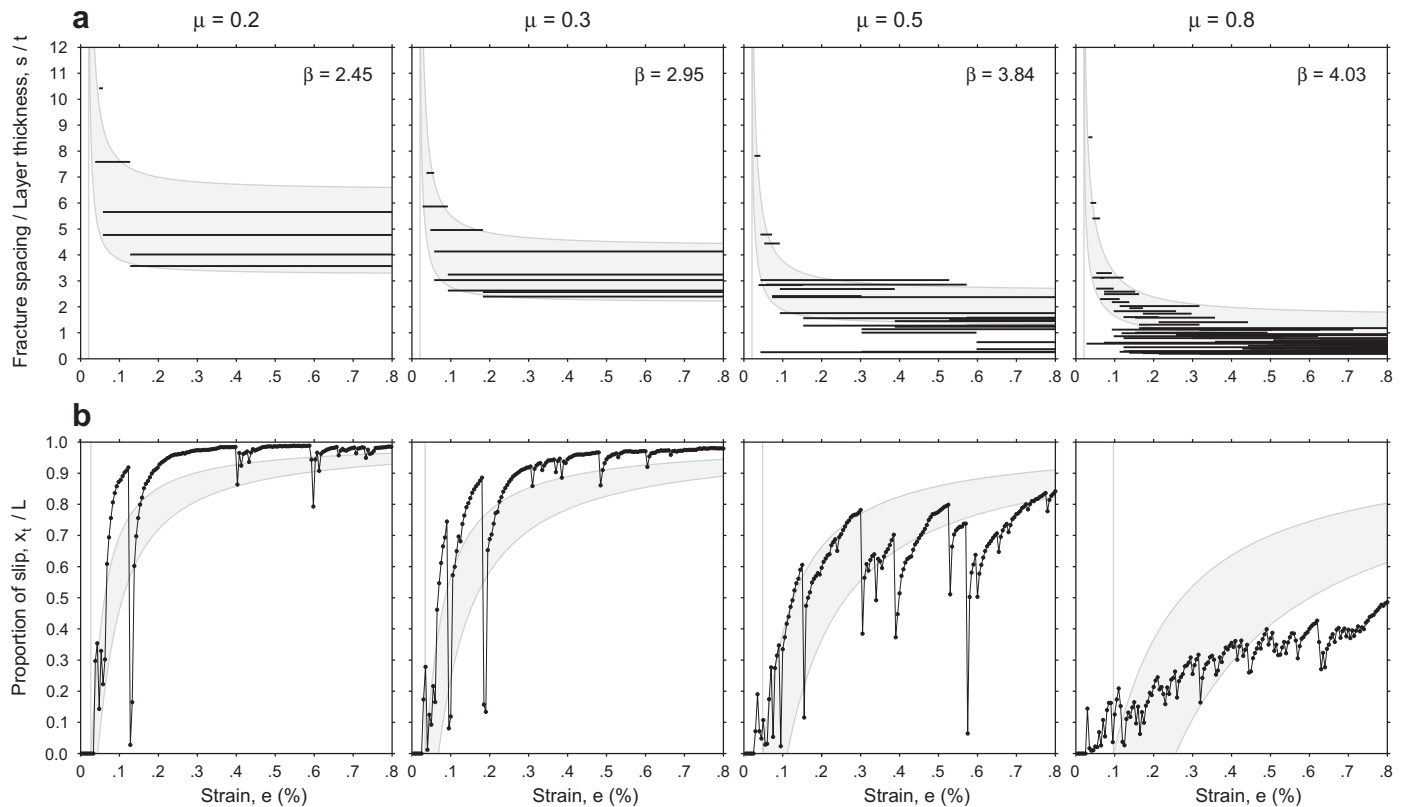 a
μ = 0.2 μ = 0.3 μ = 0.5 μ = 0.8
Fracture spacing / Layer thickness, s / t
12
11
10
9
8
7
6
5
4
3
2
1
0
β = 2.45 β = 2.95 β = 3.84 β = 4.03
0 .1 .2 .3 .4 .5 .6 .7 .8 0 .1 .2 .3 .4 .5 .6 .7 .8 0 .1 .2 .3 .4 .5 .6 .7 .8 0 .1 .2 .3 .4 .5 .6 .7 .8
b
Proportion of slip, xt / L
1.0
0.9
0.8
0.7
0.6
0.5
0.4
0.3
0.2
0.1
0.0
0 .1 .2 .3 .4 .5 .6 .7 .8 0 .1 .2 .3 .4 .5 .6 .7 .8 0 .1 .2 .3 .4 .5 .6 .7 .8 0 .1 .2 .3 .4 .5 .6 .7 .8
Strain, e (%) Strain, e (%) Strain, e (%) Strain, e (%)